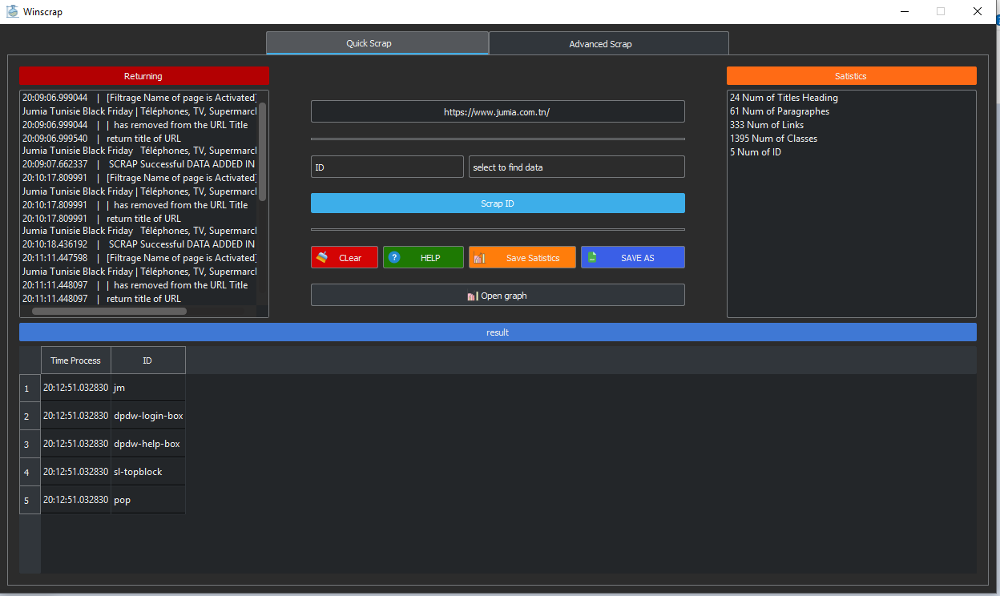 Winscrap
Quick Scrap
Advanced Scrap
Returning
20:09:06.999044 | [Filtrage Name of page is Activated]
Jumia Tunisie Black Friday | Téléphones, TV, Supermarcl
20:09:06.999044 | | has removed from the URL Title
20:09:06.999540 | return title of URL
Jumia Tunisie Black Friday Téléphones, TV, Supermarcl
20:09:07.662337 | SCRAP Successful DATA ADDED IN
20:10:17.809991 | [Filtrage Name of page is Activated]
Jumia Tunisie Black Friday | Téléphones, TV, Supermarcl
20:10:17.809991 | | has removed from the URL Title
20:10:17.809991 | return title of URL
Jumia Tunisie Black Friday Téléphones, TV, Supermarcl
20:10:18.436192 | SCRAP Successful DATA ADDED IN
20:11:11.447598 | [Filtrage Name of page is Activated]
Jumia Tunisie Black Friday | Téléphones, TV, Supermarcl
20:11:11.448097 | | has removed from the URL Title
20:11:11.448097 | return title of URL
https://www.jumia.com.tn/
ID
select to find data
Scrap ID
CLear
HELP
Save Satistics
SAVE AS
Open graph
Satistics
24 Num of Titles Heading
61 Num of Paragraphes
333 Num of Links
1395 Num of Classes
5 Num of ID
result
Time Process ID
1 20:12:51.032830 jm
2 20:12:51.032830 dpdw-login-box
3 20:12:51.032830 dpdw-help-box
4 20:12:51.032830 sl-topblock
5 20:12:51.032830 pop